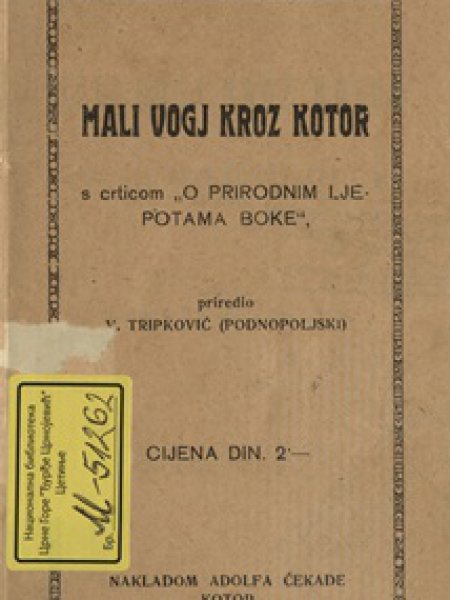 MALI VOGJ KROZ KOTOR
s crticom „O PRIRODNIM LJE-
POTAMA BOKE“,
priredio
V. TRIPKOVIĆ (PODNOPOLJSKI)
Национална библиотека
Црне Горе "Ђурђе Црнојевић"
Цетиње
Бр. М-51262
CIJENA DIN. 2·—
NAKLADOM ADOLFA ČEKADE
KOTOR